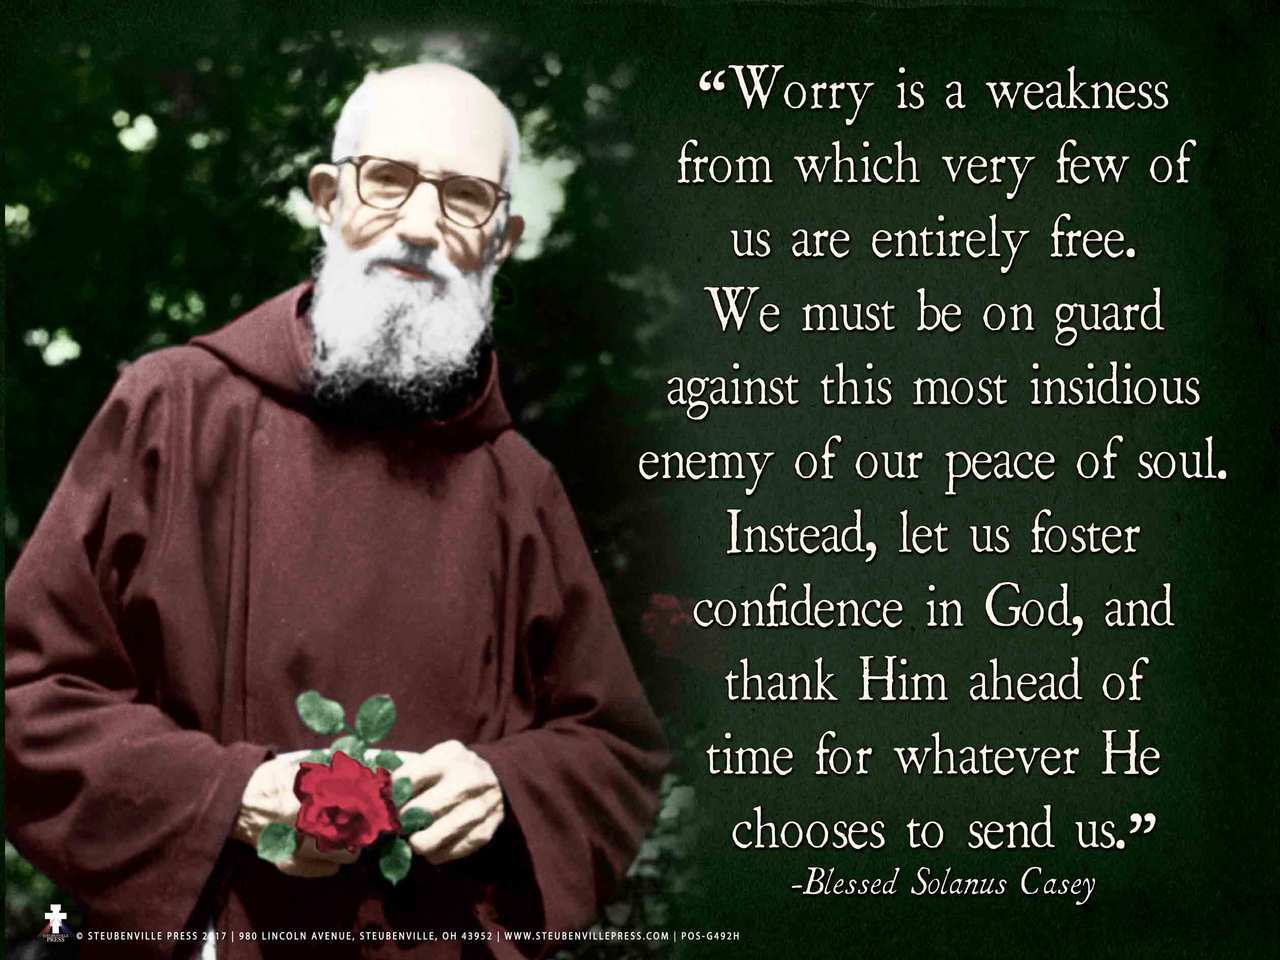 “Worry is a weakness
from which very few of
us are entirely free.
We must be on guard
against this most insidious
enemy of our peace of soul.
Instead, let us foster
confidence in God, and
thank Him ahead of
time for whatever He
chooses to send us.”
-Blessed Solanus Casey
STEUBENVILLE
PRESS
© STEUBENVILLE PRESS 2017 | 980 LINCOLN AVENUE, STEUBENVILLE, OH 43952 | WWW.STEUBENVILLEPRESS.COM | POS-G492H